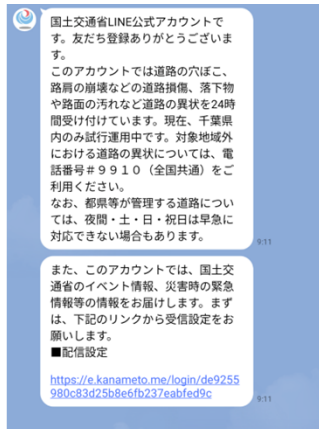 国土交通省LINE公式アカウントで
す。友だち登録ありがとうございま
す。
このアカウントでは道路の穴ぼこ、
路肩の崩壊などの道路損傷、落下物
や路面の汚れなど道路の異状を24時
間受け付けています。現在、千葉県
内のみ試行運用中です。対象地域外
における道路の異状については、電
話番号＃９９１０（全国共通）をご
利用ください。
なお、都県等が管理する道路につい
ては、夜間・土・日・祝日は早急に
対応できない場合もあります。
9:11
また、このアカウントでは、国土交
通省のイベント情報、災害時の緊急
情報等の情報をお届けします。まず
は、下記のリンクから受信設定をお
願いします。
■配信設定
https://e.kanameto.me/login/de9255
980c83d25b8e6fb237eabfed9c
9:11